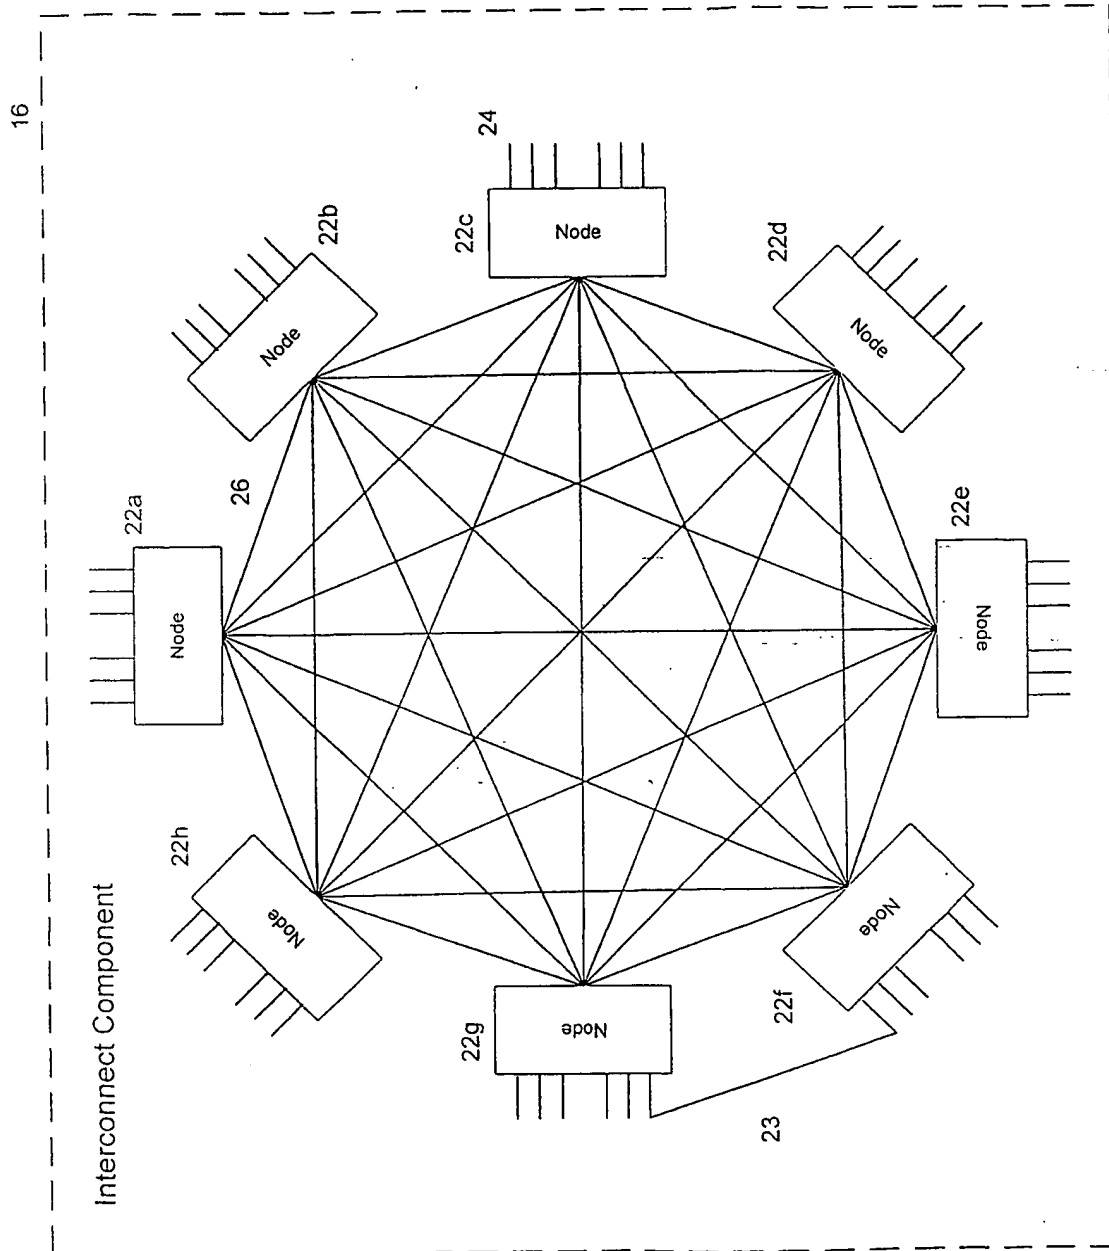 16
Interconnect Component
22a
Node
26
22b
Node
22c
Node
24
22d
Node
22e
Node
22f
Node
22g
Node
23
22h
Node